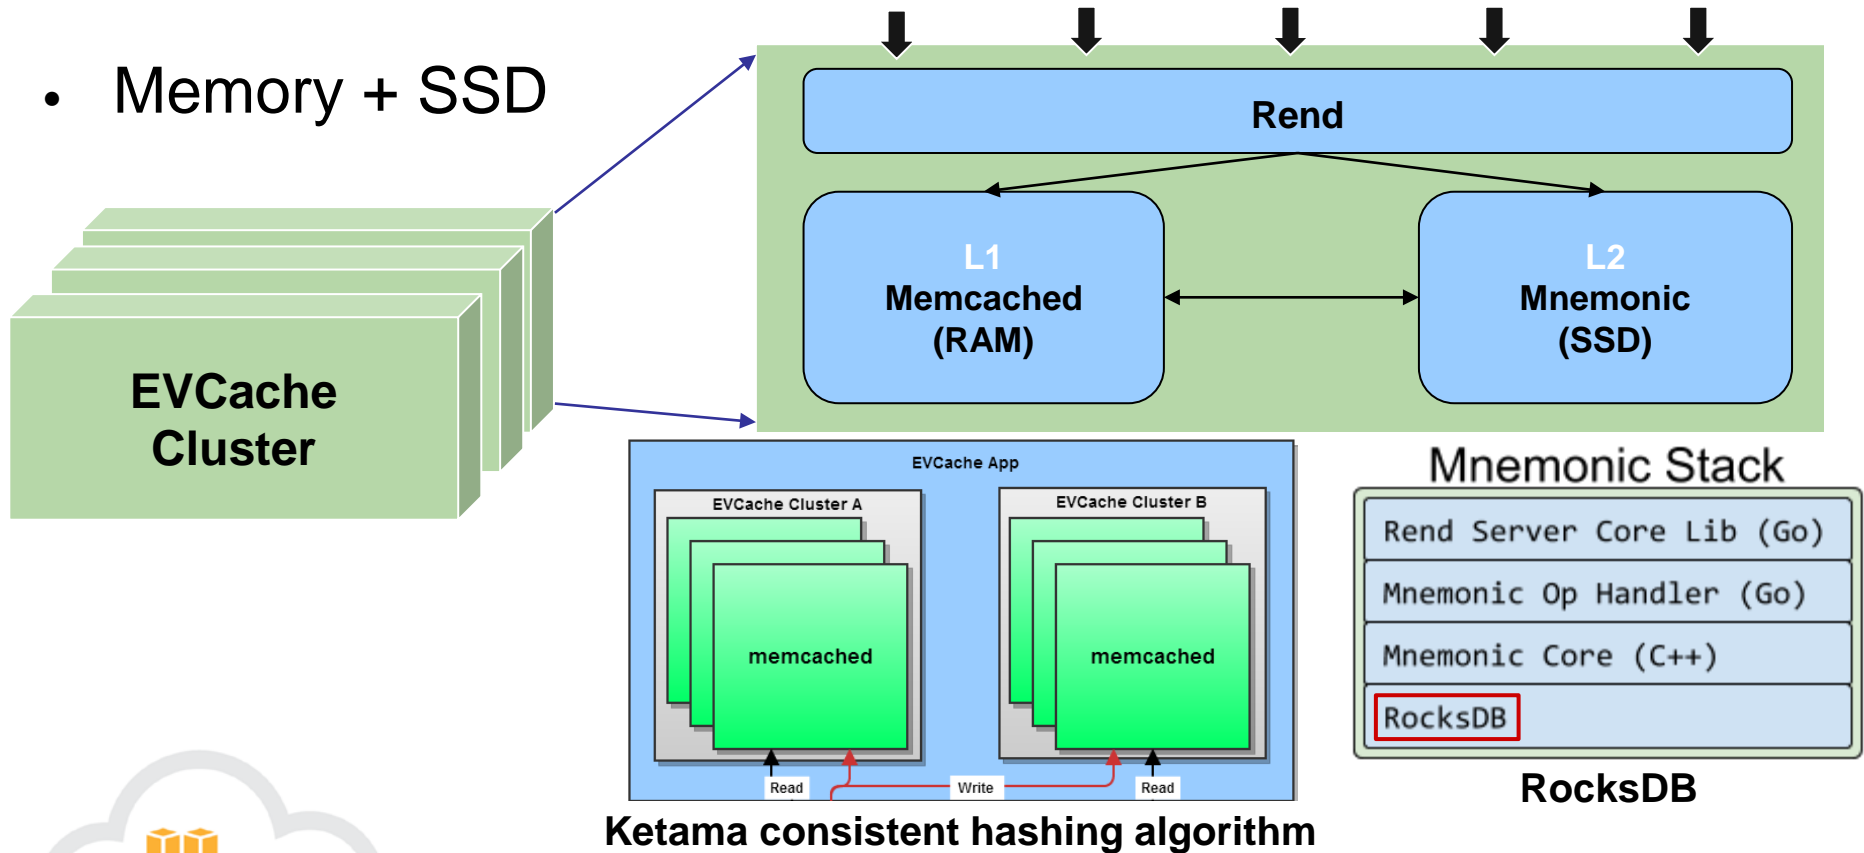 • Memory + SSD
Rend
L1
Memcached
(RAM)
L2
Mnemonic
(SSD)
EVCache
Cluster
EVCache App
EVCache Cluster A
memcached
Read
Write
EVCache Cluster B
memcached
Read
Ketama consistent hashing algorithm
Mnemonic Stack
Rend Server Core Lib (Go)
Mnemonic Op Handler (Go)
Mnemonic Core (C++)
RocksDB
RocksDB